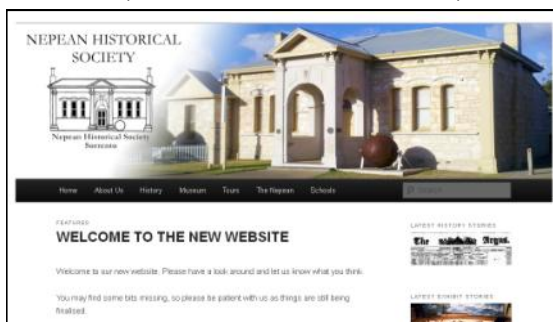 NEPEAN HISTORICAL
SOCIETY
Nepean Historical Society
Sorrento
Home About Us History Museum Tours The Nepean Schools Search
FEATURED
WELCOME TO THE NEW WEBSITE
Welcome to our new website. Please have a look around and let us know what you think.
You may find some bits missing, so please be patient with us as things are still being
finalised.
LATEST HISTORY STORIES
The Argus.
LATEST EXHIBIT STORIES